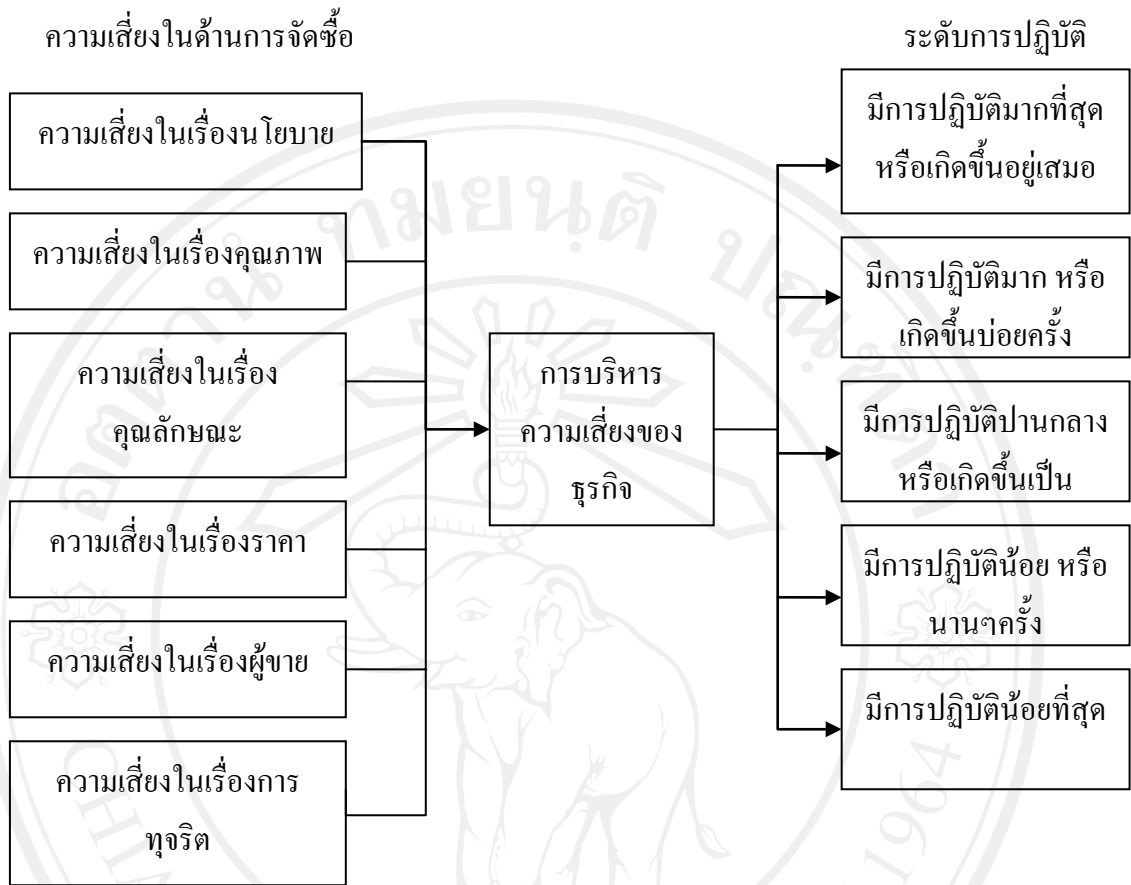 ความเสี่ยงในด้านการจัดซื้อ
ความเสี่ยงในเรื่องนโยบาย
ความเสี่ยงในเรื่องคุณภาพ
ความเสี่ยงในเรื่อง
คุณลักษณะ
ความเสี่ยงในเรื่องราคา
ความเสี่ยงในเรื่องผู้ขาย
ความเสี่ยงในเรื่องการ
ทุจริต
การบริหาร
ความเสี่ยงของ
ธุรกิจ
ระดับการปฏิบัติ
มีการปฏิบัติมากที่สุด
หรือเกิดขึ้นอยู่เสมอ
มีการปฏิบัติมาก หรือ
เกิดขึ้นบ่อยครั้ง
มีการปฏิบัติปานกลาง
หรือเกิดขึ้นเป็น
มีการปฏิบัติน้อย หรือ
นานๆครั้ง
มีการปฏิบัติน้อยที่สุด
1964